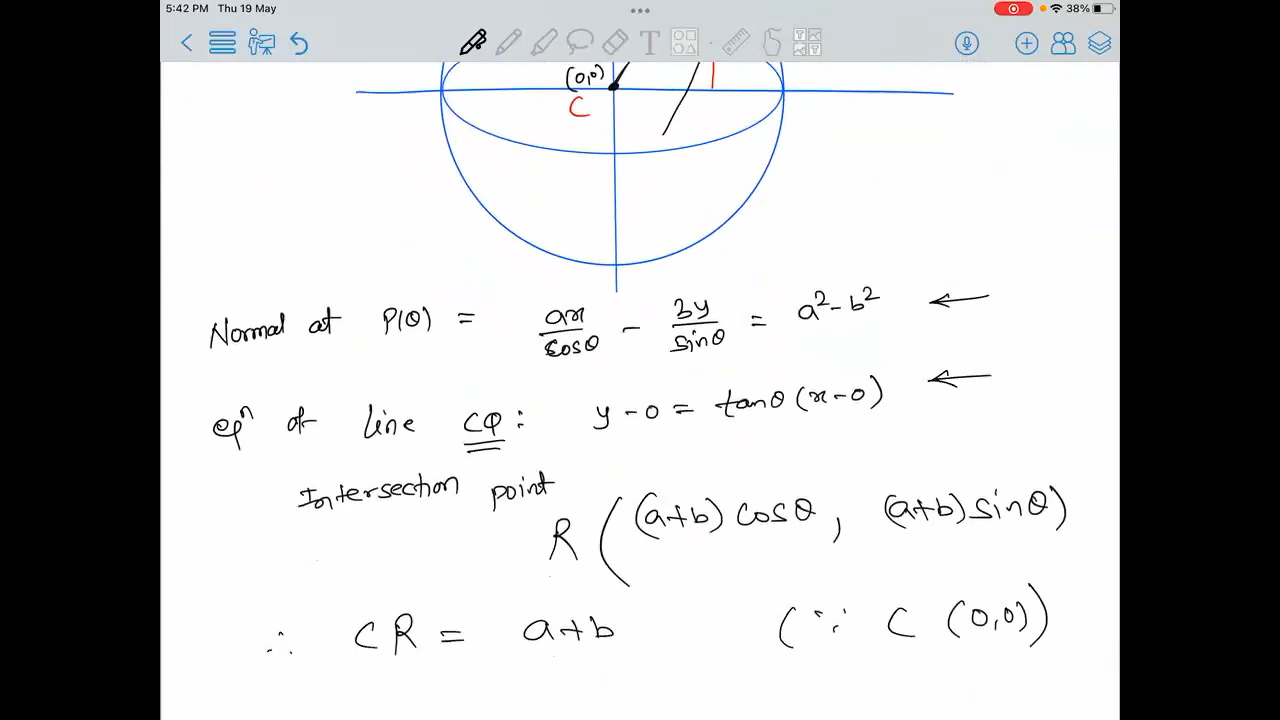 5:42 PM Thu 19 May
38%
T
(0,0)
C
Normal at P(θ) = ax/cosθ - 3y/sinθ = a²-b² ←
eqⁿ of line CQ: y-0 = tanθ(x-0) ←
Intersection point
R ((a+b) cosθ, (a+b) sinθ)
∴ CR = a+b (∵ C (0,0))